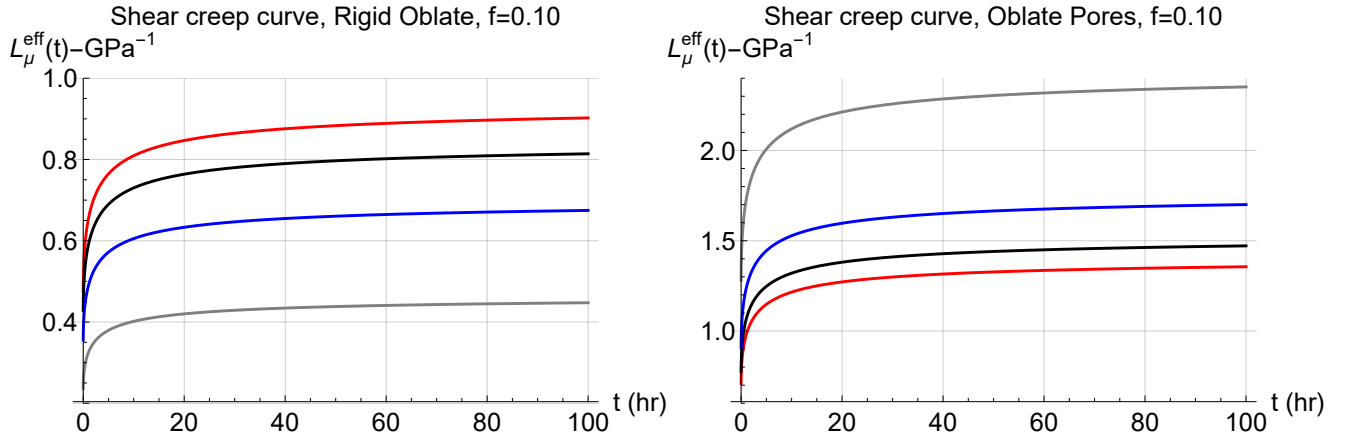 Shear creep curve, Rigid Oblate, f=0.10
L_μ^eff(t)–GPa⁻¹
1.0
0.8
0.6
0.4
0 20 40 60 80 100
t (hr)
Shear creep curve, Oblate Pores, f=0.10
L_μ^eff(t)–GPa⁻¹
2.0
1.5
1.0
0 20 40 60 80 100
t (hr)